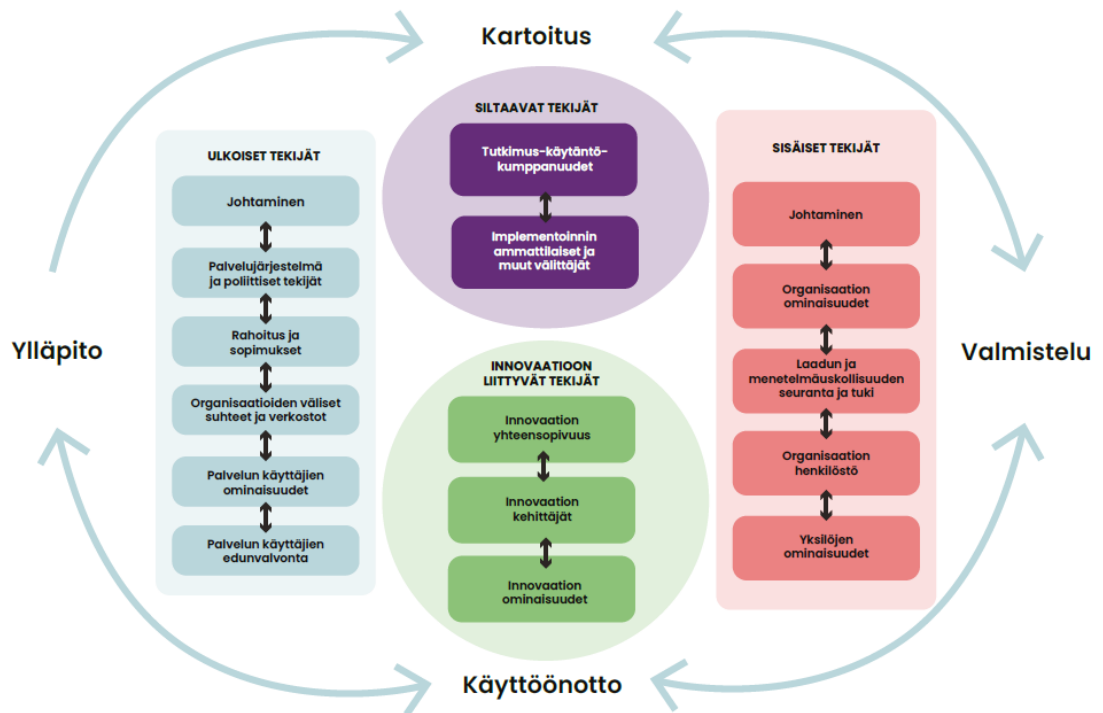 Kartoitus
ULKOISET TEKIJÄT
Johtaminen
Palvelujärjestelmä
ja poliittiset tekijät
Rahoitus ja
sopimukset
Organisaatioiden väliset
suhteet ja verkostot
Palvelun käyttäjien
ominaisuudet
Palvelun käyttäjien
edunvalvonta
SILTAAVAT TEKIJÄT
Tutkimus-käytäntö-
kumppanuudet
Implementoinnin
ammattilaiset ja
muut välittäjät
INNOVAATIOON
LIITTYVÄT TEKIJÄT
Innovaation
yhteensopivuus
Innovaation
kehittäjät
Innovaation
ominaisuudet
SISÄISET TEKIJÄT
Johtaminen
Organisaation
ominaisuudet
Laadun ja
menetelmäuskollisuuden
seuranta ja tuki
Organisaation
henkilöstö
Yksilöjen
ominaisuudet
Ylläpito
Valmistelu
Käyttöönotto